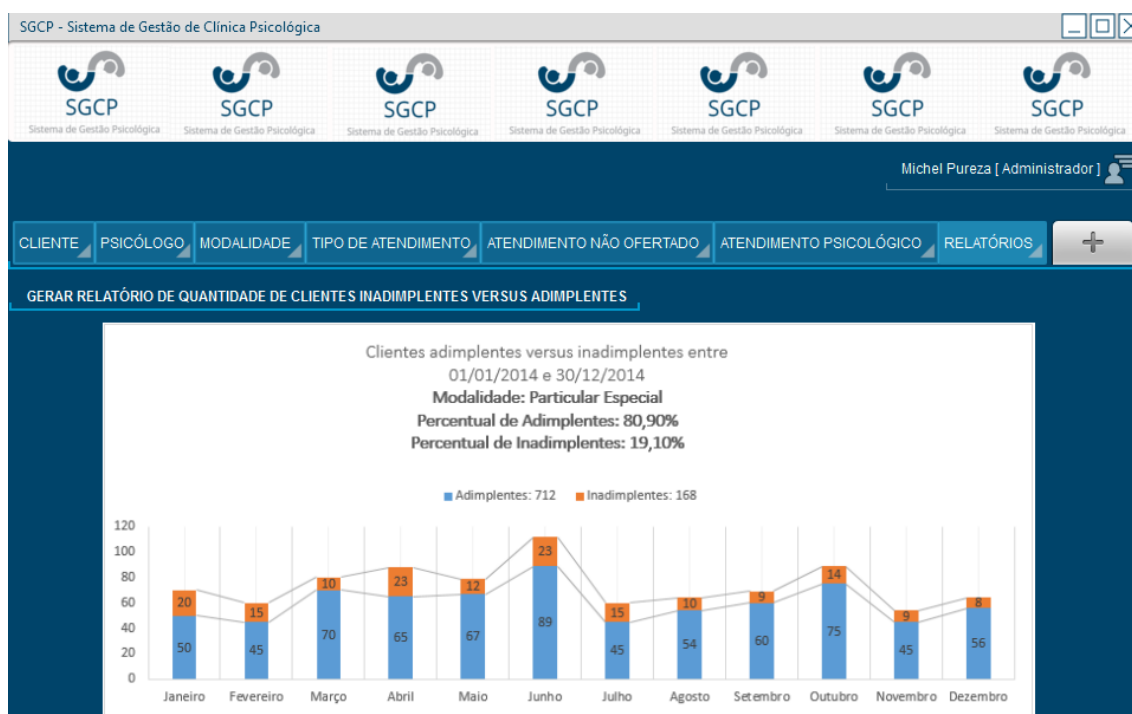 SGCP - Sistema de Gestão de Clínica Psicológica
SGCP SGCP SGCP SGCP SGCP SGCP SGCP
Sistema de Gestão Psicológica Sistema de Gestão Psicológica Sistema de Gestão Psicológica Sistema de Gestão Psicológica Sistema de Gestão Psicológica Sistema de Gestão Psicológica Sistema de Gestão Psicológica
Michel Pureza [ Administrador ]
CLIENTE PSICÓLOGO MODALIDADE TIPO DE ATENDIMENTO ATENDIMENTO NÃO OFERTADO ATENDIMENTO PSICOLÓGICO RELATÓRIOS
GERAR RELATÓRIO DE QUANTIDADE DE CLIENTES INADIMPLENTES VERSUS ADIMPLENTES
Clientes adimplentes versus inadimplentes entre
01/01/2014 e 30/12/2014
Modalidade: Particular Especial
Percentual de Adimplentes: 80,90%
Percentual de Inadimplentes: 19,10%
Adimplentes: 712 Inadimplentes: 168
120
100
80
60
40
20
0
20 15 10 23 12 23 15 10 9 14 9 8
50 45 70 65 67 89 45 54 60 75 45 56
Janeiro Fevereiro Março Abril Maio Junho Julho Agosto Setembro Outubro Novembro Dezembro